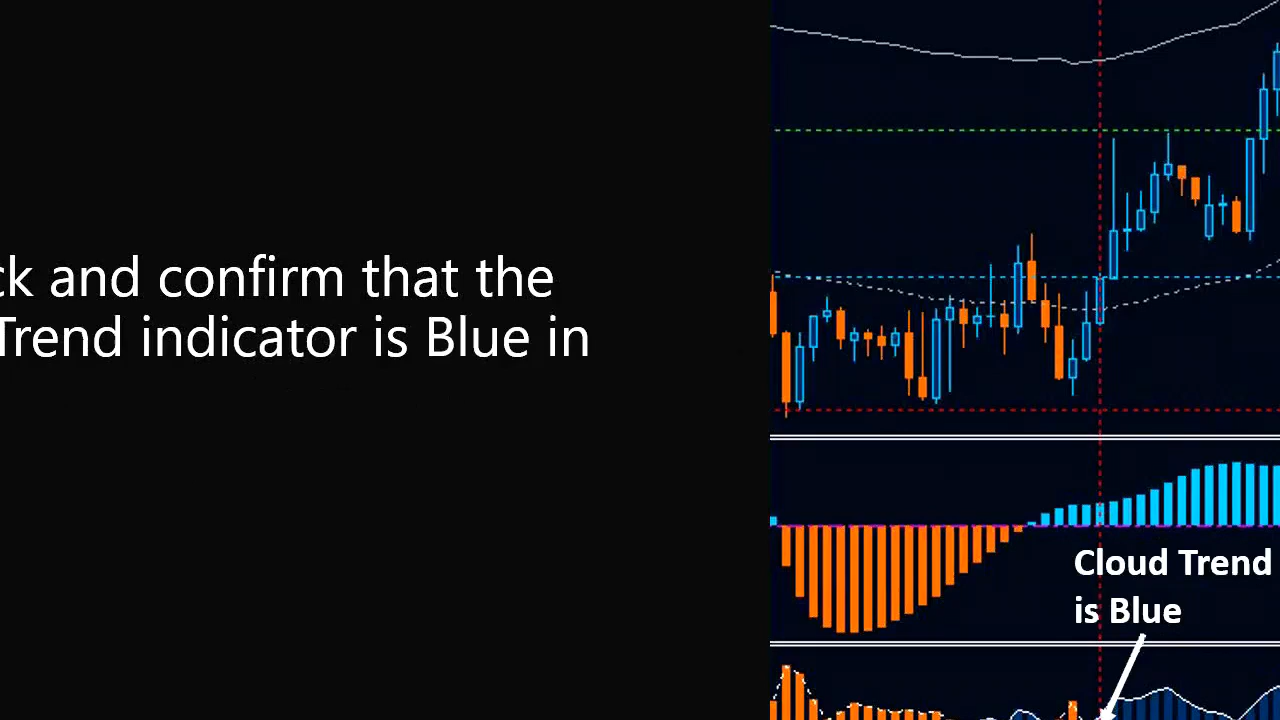 ck and confirm that the
Trend indicator is Blue in
Cloud Trend
is Blue